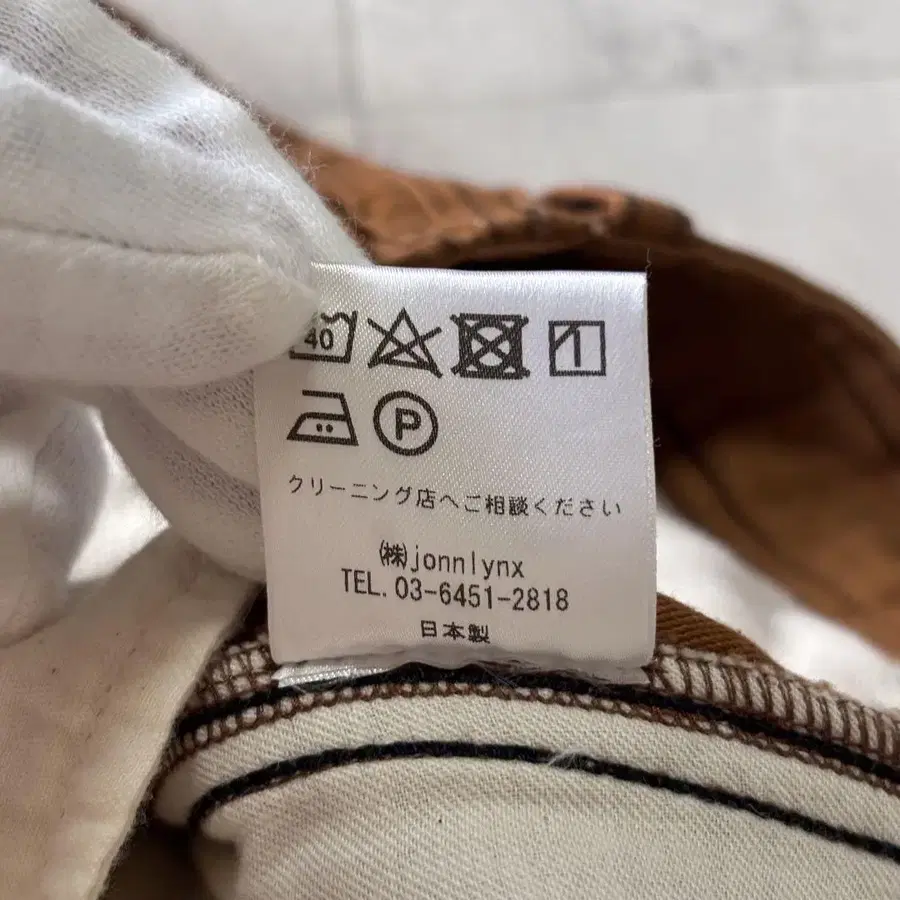 40
P
クリーニング店へご相談ください
㈱jonnlynx
TEL. 03-6451-2818
日本製